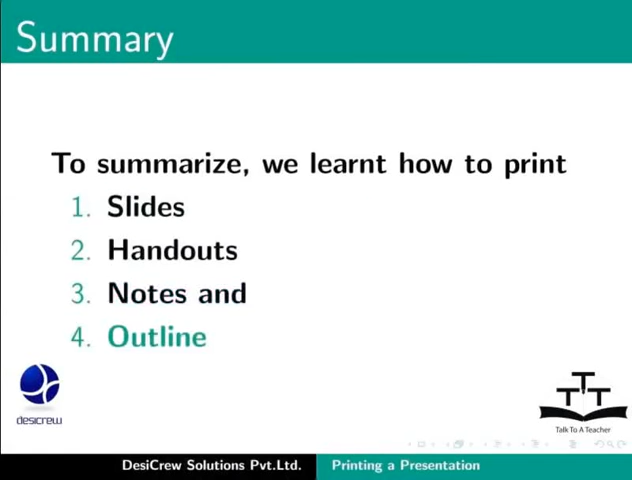 Summary
To summarize, we learnt how to print
1. Slides
2. Handouts
3. Notes and
4. Outline
desicrew
T T T
Talk To A Teacher
DesiCrew Solutions Pvt.Ltd. Printing a Presentation